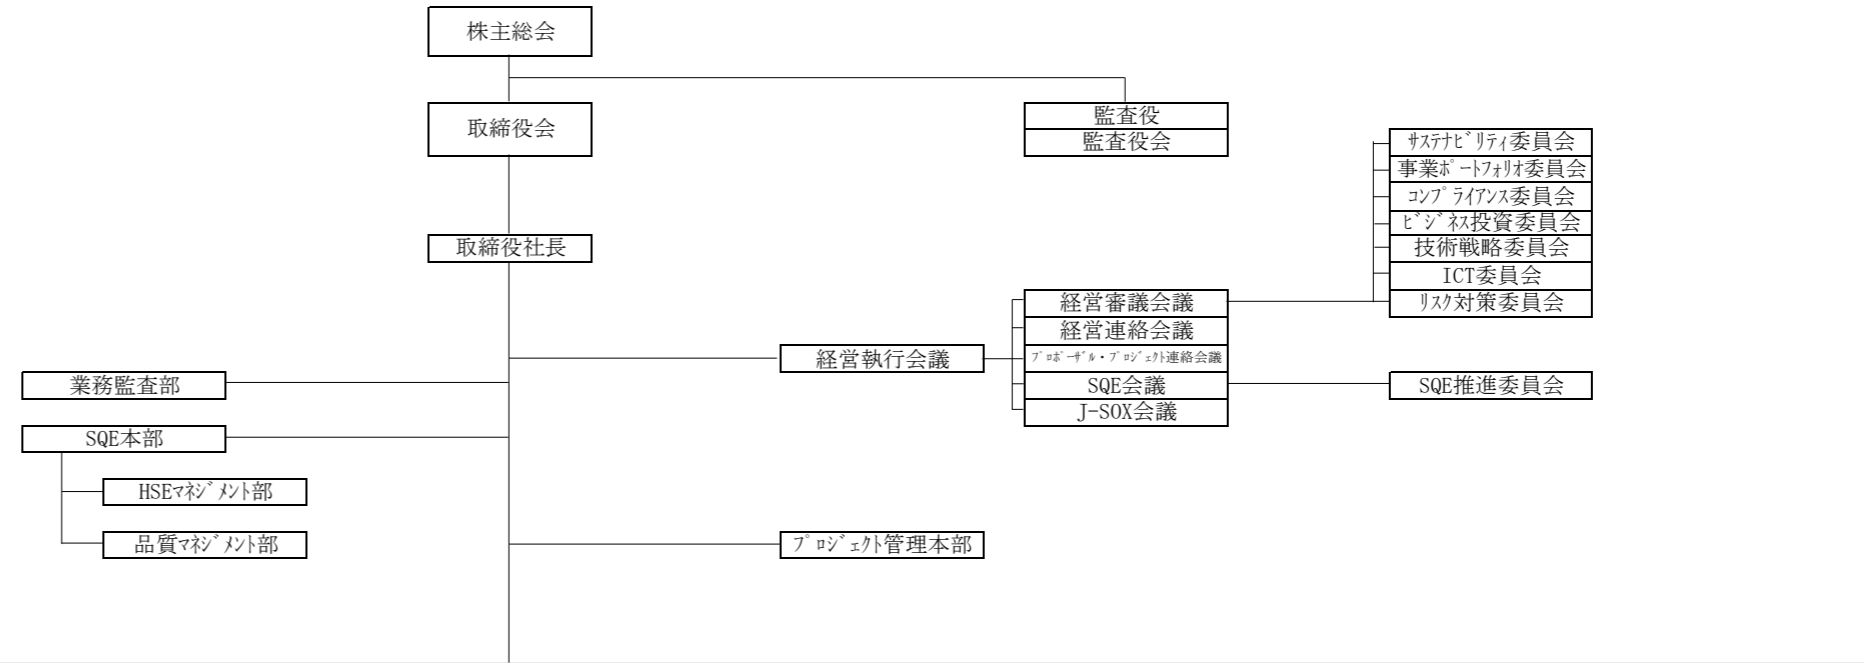 株主総会
取締役会
監査役
監査役会
ｻｽﾃﾅﾋﾞﾘﾃｨ委員会
事業ﾎﾟｰﾄﾌｫﾘｵ委員会
ｺﾝﾌﾟﾗｲｱﾝｽ委員会
ﾋﾞｼﾞﾈｽ投資委員会
取締役社長
技術戦略委員会
ICT委員会
経営審議会議
ﾘｽｸ対策委員会
経営連絡会議
経営執行会議
ﾌﾟﾛﾎﾟｰｻﾞﾙ・ﾌﾟﾛｼﾞｪｸﾄ連絡会議
業務監査部
SQE会議
SQE推進委員会
J-SOX会議
SQE本部
HSEﾏﾈｼﾞﾒﾝﾄ部
品質ﾏﾈｼﾞﾒﾝﾄ部
ﾌﾟﾛｼﾞｪｸﾄ管理本部